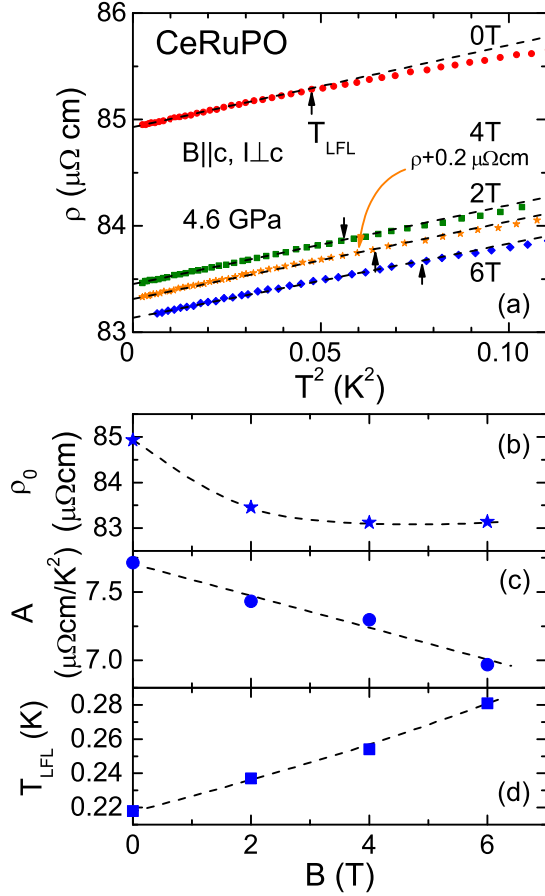 86
CeRuPO
0T
85
T_LFL
B||c, I⊥c
4T
ρ+0.2 μΩcm
ρ (μΩ cm)
84
4.6 GPa
2T
6T
83
(a)
0
0.05
0.10
T² (K²)
85
(b)
84
83
ρ₀
(μΩcm)
(c)
7.5
7.0
A
(μΩcm/K²)
0.28
0.26
0.24
0.22
T_LFL (K)
(d)
0
2
4
6
B (T)